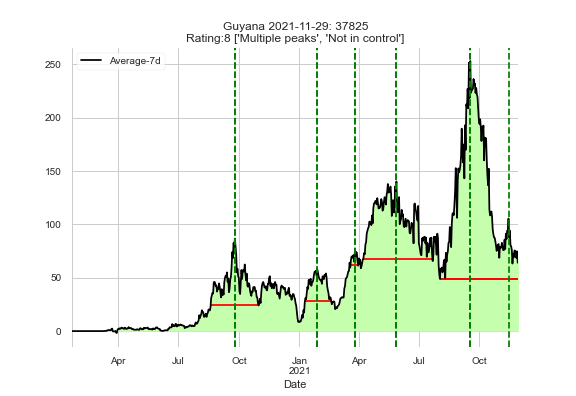 Guyana 2021-11-29: 37825
Rating:8 ['Multiple peaks', 'Not in control']
Average-7d
250
200
150
100
50
0
Apr Jul Oct Jan Apr Jul Oct
2021
Date